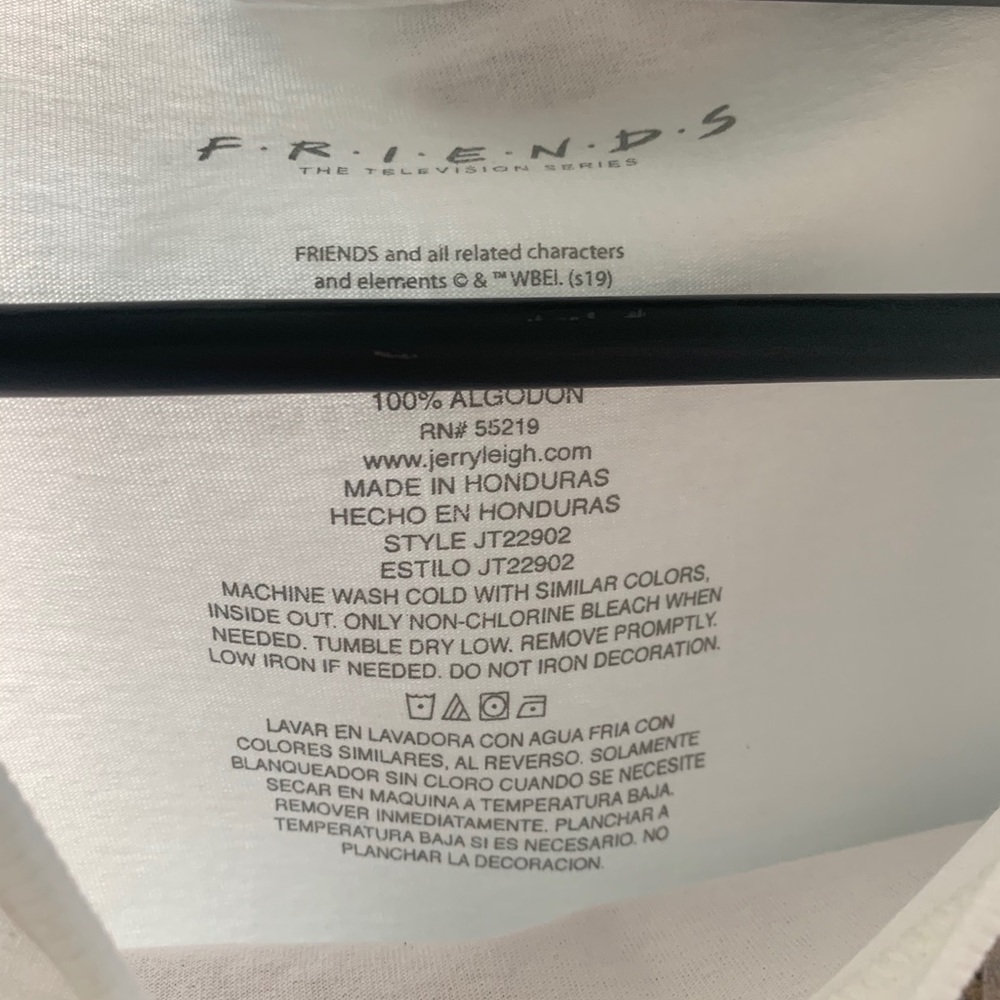 F·R·I·E·N·D·S
THE TELEVISION SERIES
FRIENDS and all related characters
and elements © & ™ WBEI. (s19)
100% ALGODON
RN# 55219
www.jerryleigh.com
MADE IN HONDURAS
HECHO EN HONDURAS
STYLE JT22902
ESTILO JT22902
MACHINE WASH COLD WITH SIMILAR COLORS,
INSIDE OUT. ONLY NON-CHLORINE BLEACH WHEN
NEEDED. TUMBLE DRY LOW. REMOVE PROMPTLY.
LOW IRON IF NEEDED. DO NOT IRON DECORATION.
LAVAR EN LAVADORA CON AGUA FRIA CON
COLORES SIMILARES, AL REVERSO. SOLAMENTE
BLANQUEADOR SIN CLORO CUANDO SE NECESITE
SECAR EN MAQUINA A TEMPERATURA BAJA.
REMOVER INMEDIATAMENTE. PLANCHAR A
TEMPERATURA BAJA SI ES NECESARIO. NO
PLANCHAR LA DECORACION.